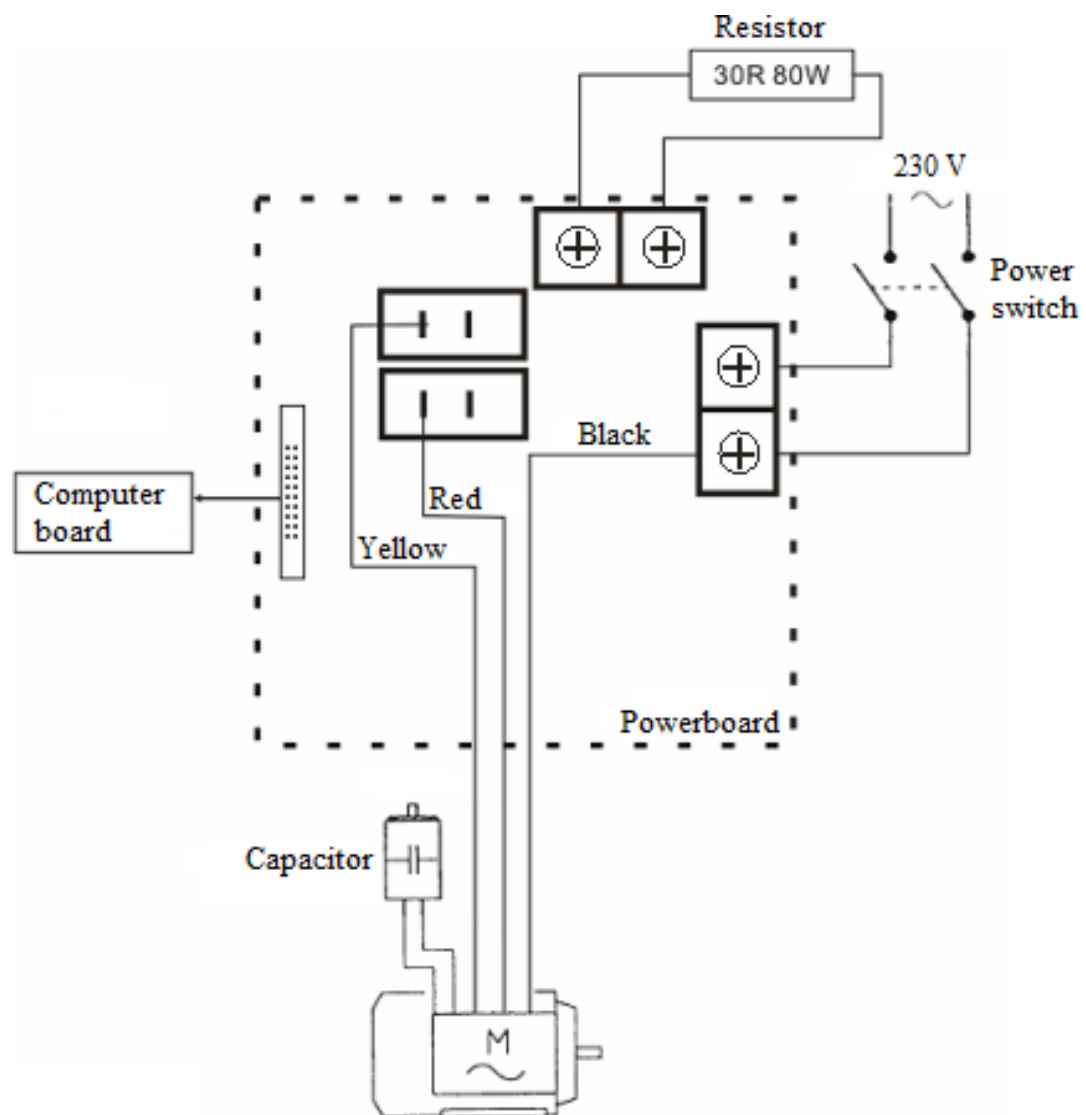 Resistor
30R 80W
230 V
Power
switch
Black
Computer
board
Red
Yellow
Powerboard
Capacitor
M